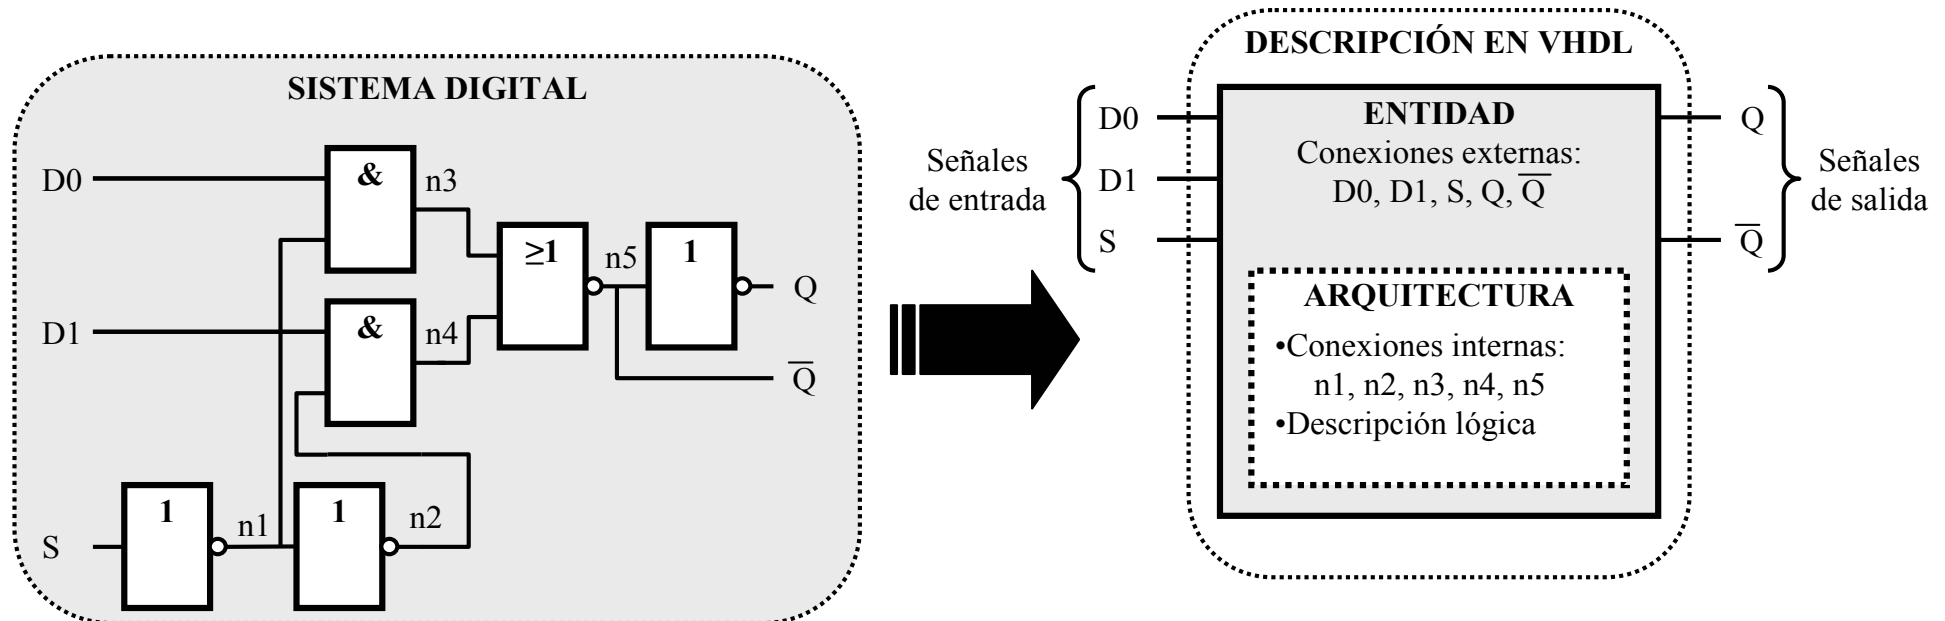 SISTEMA DIGITAL
D0
&
n3
≥1
n5
1
Q
D1
&
n4
Q̅
S
1
n1
1
n2
DESCRIPCIÓN EN VHDL
Señales
de entrada
D0
D1
S
ENTIDAD
Conexiones externas:
D0, D1, S, Q, Q̅
ARQUITECTURA
•Conexiones internas:
n1, n2, n3, n4, n5
•Descripción lógica
Q
Q̅
Señales
de salida